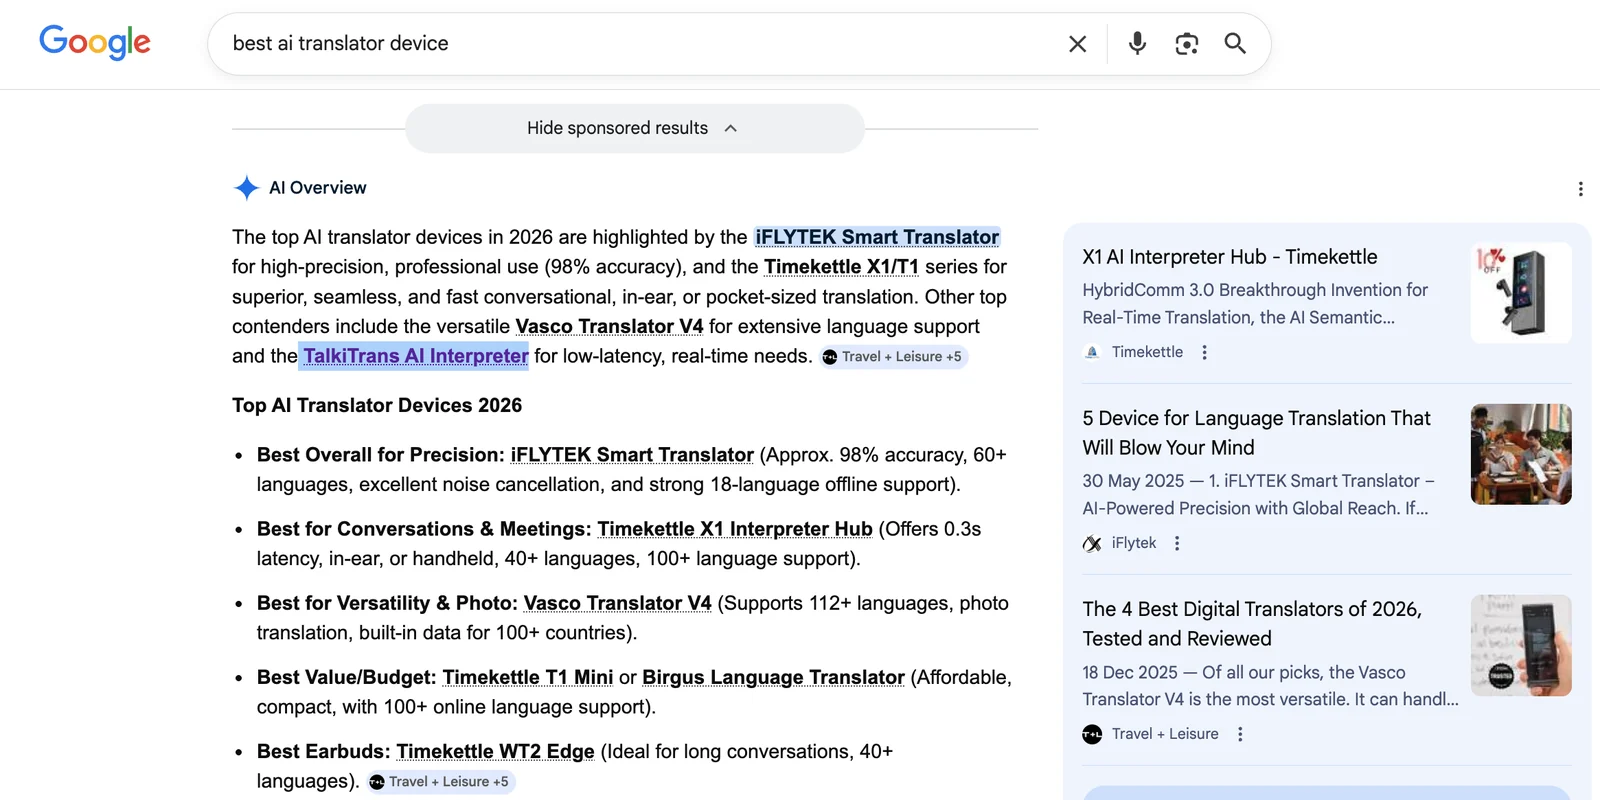 Google
best ai translator device
Hide sponsored results
AI Overview
The top AI translator devices in 2026 are highlighted by the iFLYTEK Smart Translator
for high-precision, professional use (98% accuracy), and the Timekettle X1/T1 series for
superior, seamless, and fast conversational, in-ear, or pocket-sized translation. Other top
contenders include the versatile Vasco Translator V4 for extensive language support
and the TalkiTrans AI Interpreter for low-latency, real-time needs. T+L Travel + Leisure +5
Top AI Translator Devices 2026
• Best Overall for Precision: iFLYTEK Smart Translator (Approx. 98% accuracy, 60+
languages, excellent noise cancellation, and strong 18-language offline support).
• Best for Conversations & Meetings: Timekettle X1 Interpreter Hub (Offers 0.3s
latency, in-ear, or handheld, 40+ languages, 100+ language support).
• Best for Versatility & Photo: Vasco Translator V4 (Supports 112+ languages, photo
translation, built-in data for 100+ countries).
• Best Value/Budget: Timekettle T1 Mini or Birgus Language Translator (Affordable,
compact, with 100+ online language support).
• Best Earbuds: Timekettle WT2 Edge (Ideal for long conversations, 40+
languages). T+L Travel + Leisure +5
X1 AI Interpreter Hub - Timekettle
HybridComm 3.0 Breakthrough Invention for
Real-Time Translation, the AI Semantic...
Timekettle
10%
OFF
5 Device for Language Translation That
Will Blow Your Mind
30 May 2025 — 1. iFLYTEK Smart Translator –
AI-Powered Precision with Global Reach. If...
iFlytek
The 4 Best Digital Translators of 2026,
Tested and Reviewed
18 Dec 2025 — Of all our picks, the Vasco
Translator V4 is the most versatile. It can handl...
T+L Travel + Leisure